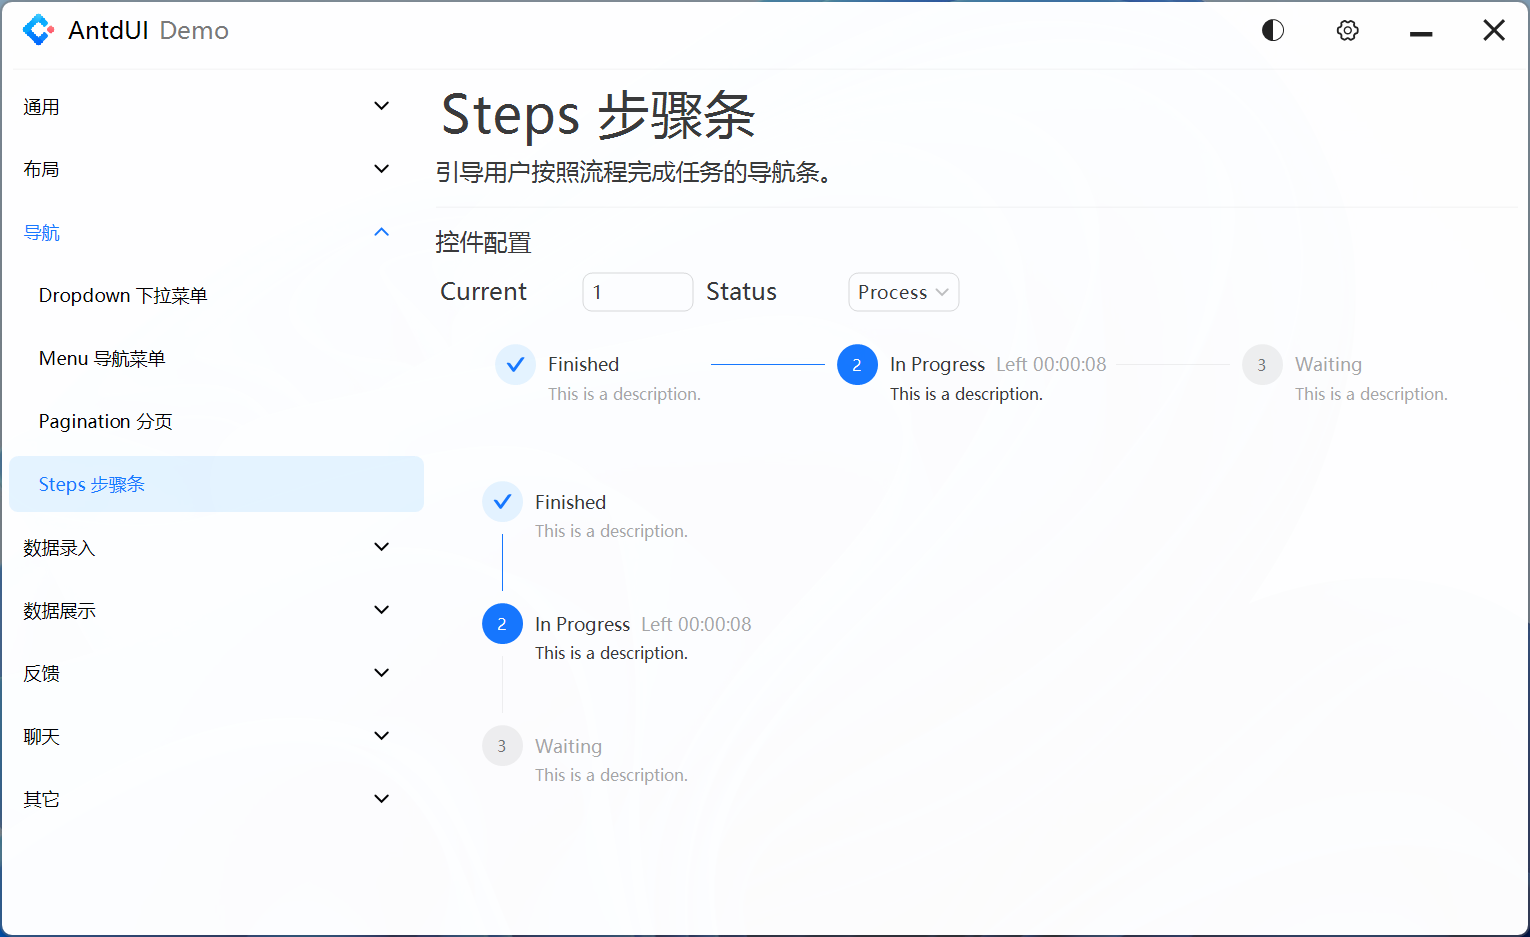 AntdUI Demo
通用
布局
导航
Dropdown 下拉菜单
Menu 导航菜单
Pagination 分页
Steps 步骤条
数据录入
数据展示
反馈
聊天
其它
Steps 步骤条
引导用户按照流程完成任务的导航条。
控件配置
Current 1 Status Process
Finished
This is a description.
2 In Progress Left 00:00:08
This is a description.
3 Waiting
This is a description.
Finished
This is a description.
2 In Progress Left 00:00:08
This is a description.
3 Waiting
This is a description.